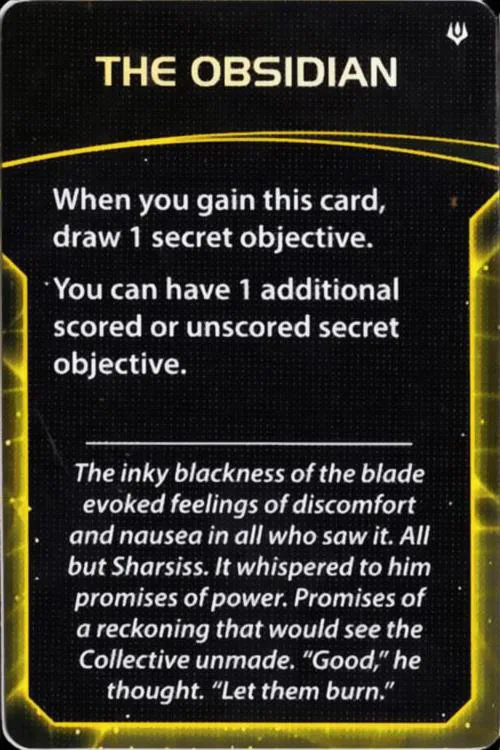 THE OBSIDIAN
When you gain this card,
draw 1 secret objective.
You can have 1 additional
scored or unscored secret
objective.
The inky blackness of the blade
evoked feelings of discomfort
and nausea in all who saw it. All
but Sharsiss. It whispered to him
promises of power. Promises of
a reckoning that would see the
Collective unmade. “Good,” he
thought. “Let them burn.”